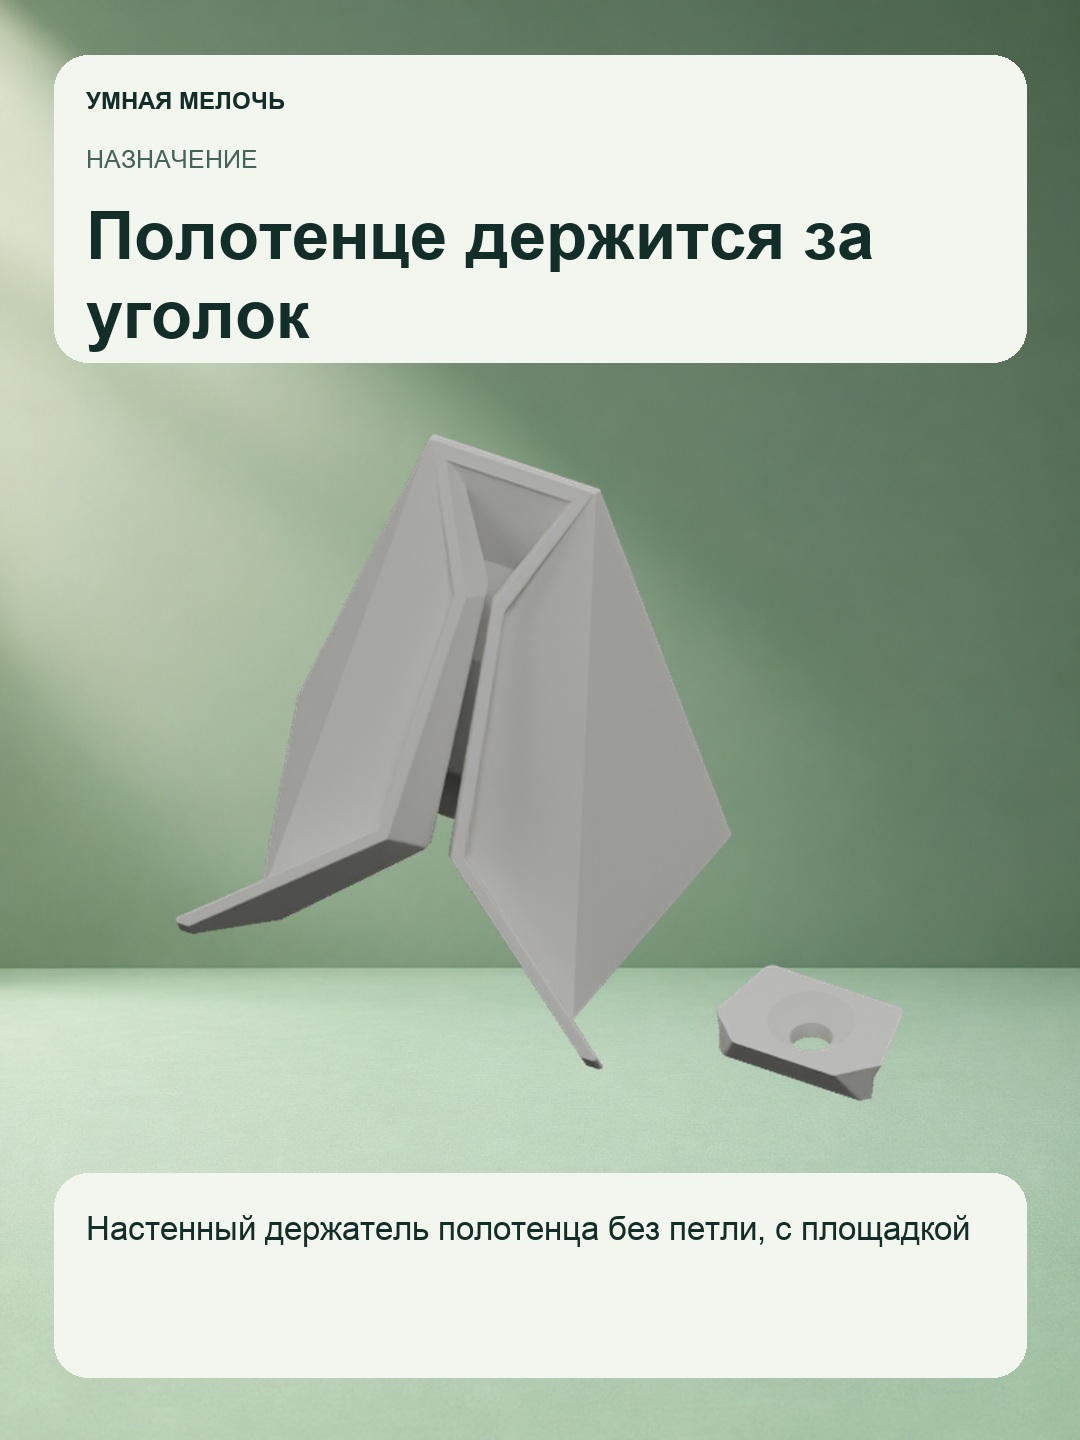 УМНАЯ МЕЛОЧЬ
НАЗНАЧЕНИЕ
Полотенце держится за
уголок
Настенный держатель полотенца без петли, с площадкой